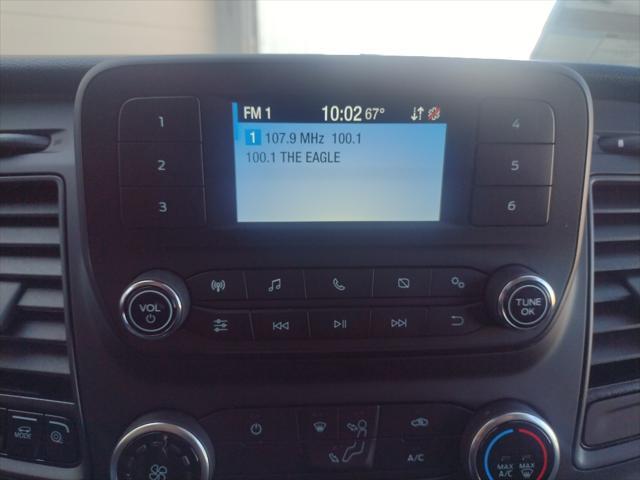 FM 1 10:02 67°
1 107.9 MHz 100.1
100.1 THE EAGLE
1
2
3
4
5
6
VOL
TUNE
OK
MODE
A/C
MAX
A/C
MAX